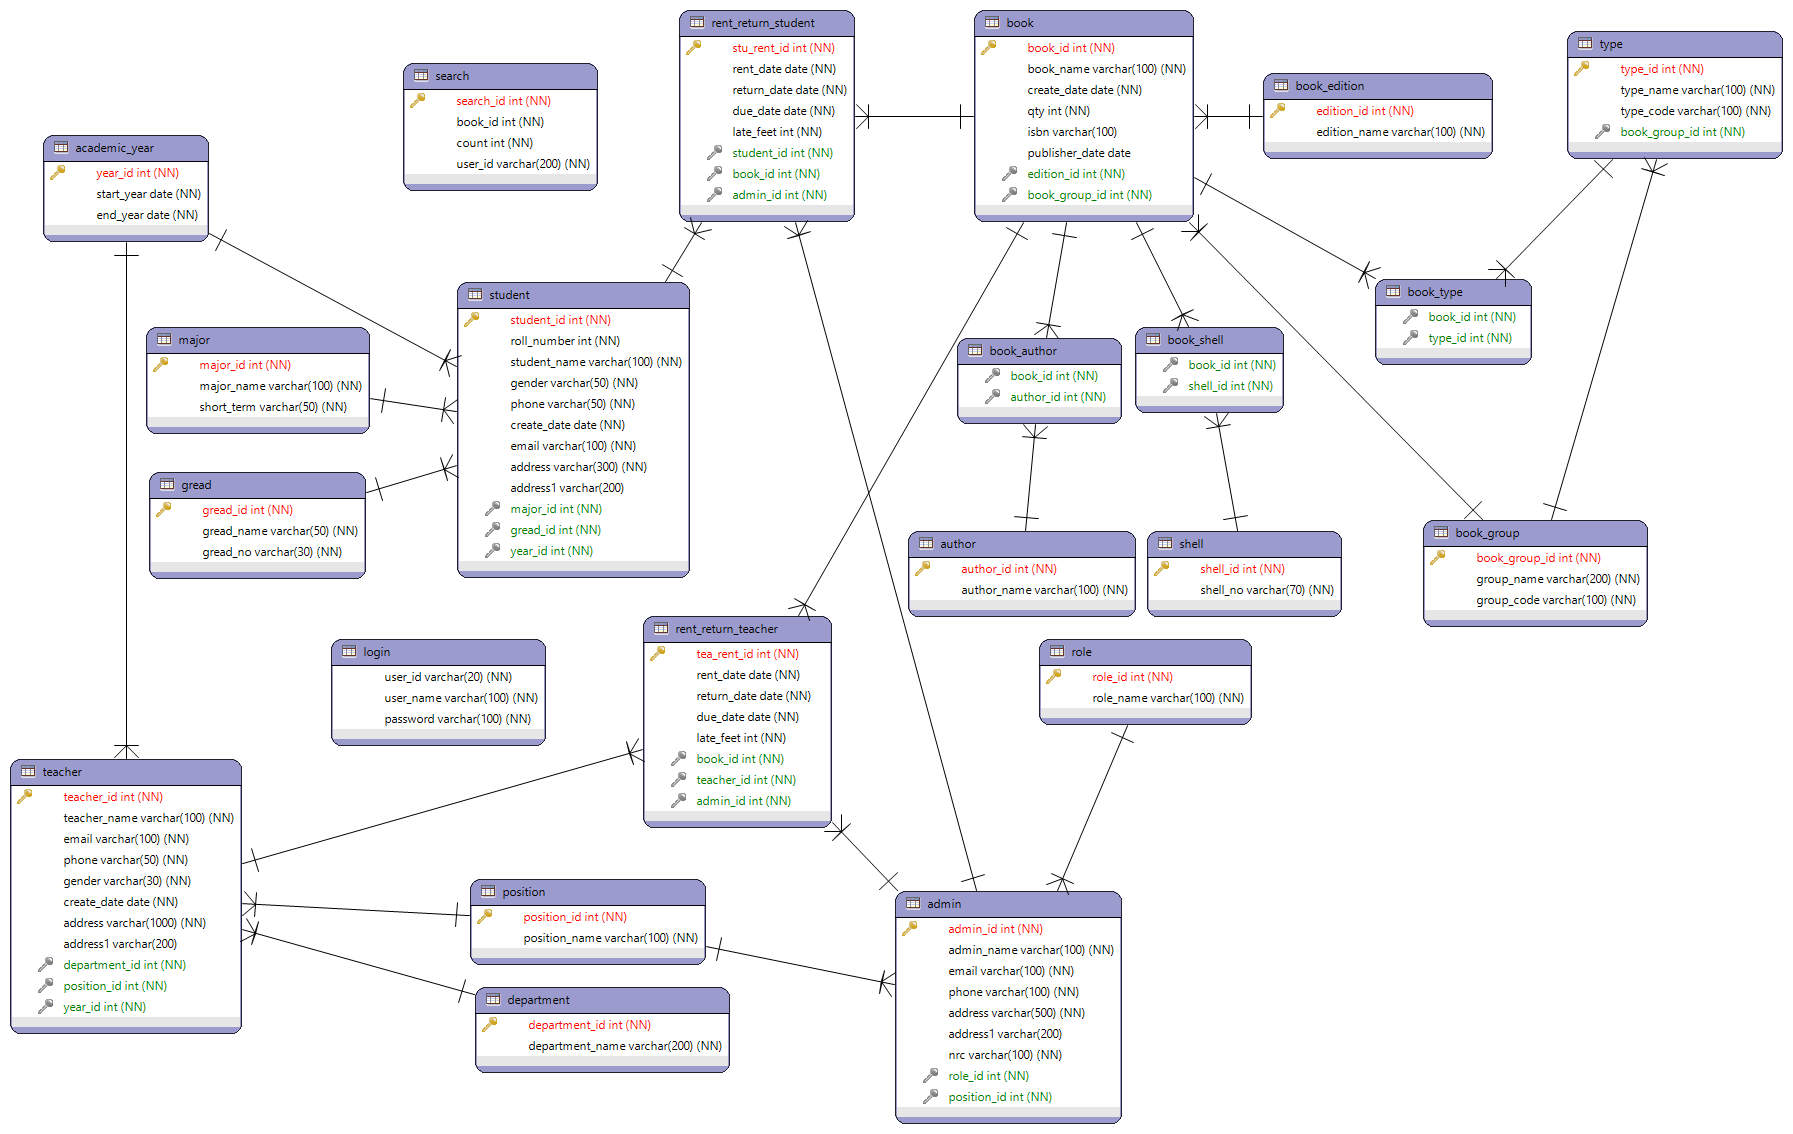 rent_return_student
stu_rent_id int (NN)
rent_date date (NN)
return_date date (NN)
due_date date (NN)
late_feet int (NN)
student_id int (NN)
book_id int (NN)
admin_id int (NN)
book
book_id int (NN)
book_name varchar(100) (NN)
create_date date (NN)
qty int (NN)
isbn varchar(100)
publisher_date date
edition_id int (NN)
book_group_id int (NN)
type
type_id int (NN)
type_name varchar(100) (NN)
type_code varchar(100) (NN)
book_group_id int (NN)
search
search_id int (NN)
book_id int (NN)
count int (NN)
user_id varchar(200) (NN)
book_edition
edition_id int (NN)
edition_name varchar(100) (NN)
academic_year
year_id int (NN)
start_year date (NN)
end_year date (NN)
student
student_id int (NN)
roll_number int (NN)
student_name varchar(100) (NN)
gender varchar(50) (NN)
phone varchar(50) (NN)
create_date date (NN)
email varchar(100) (NN)
address varchar(300) (NN)
address1 varchar(200)
major_id int (NN)
gread_id int (NN)
year_id int (NN)
book_type
book_id int (NN)
type_id int (NN)
major
major_id int (NN)
major_name varchar(100) (NN)
short_term varchar(50) (NN)
book_author
book_id int (NN)
author_id int (NN)
book_shell
book_id int (NN)
shell_id int (NN)
gread
gread_id int (NN)
gread_name varchar(50) (NN)
gread_no varchar(30) (NN)
author
author_id int (NN)
author_name varchar(100) (NN)
shell
shell_id int (NN)
shell_no varchar(70) (NN)
book_group
book_group_id int (NN)
group_name varchar(200) (NN)
group_code varchar(100) (NN)
login
user_id varchar(20) (NN)
user_name varchar(100) (NN)
password varchar(100) (NN)
rent_return_teacher
tea_rent_id int (NN)
rent_date date (NN)
return_date date (NN)
due_date date (NN)
late_feet int (NN)
book_id int (NN)
teacher_id int (NN)
admin_id int (NN)
role
role_id int (NN)
role_name varchar(100) (NN)
teacher
teacher_id int (NN)
teacher_name varchar(100) (NN)
email varchar(100) (NN)
phone varchar(50) (NN)
gender varchar(30) (NN)
create_date date (NN)
address varchar(1000) (NN)
address1 varchar(200)
department_id int (NN)
position_id int (NN)
year_id int (NN)
position
position_id int (NN)
position_name varchar(100) (NN)
department
department_id int (NN)
department_name varchar(200) (NN)
admin
admin_id int (NN)
admin_name varchar(100) (NN)
email varchar(100) (NN)
phone varchar(100) (NN)
address varchar(500) (NN)
address1 varchar(200)
nrc varchar(100) (NN)
role_id int (NN)
position_id int (NN)